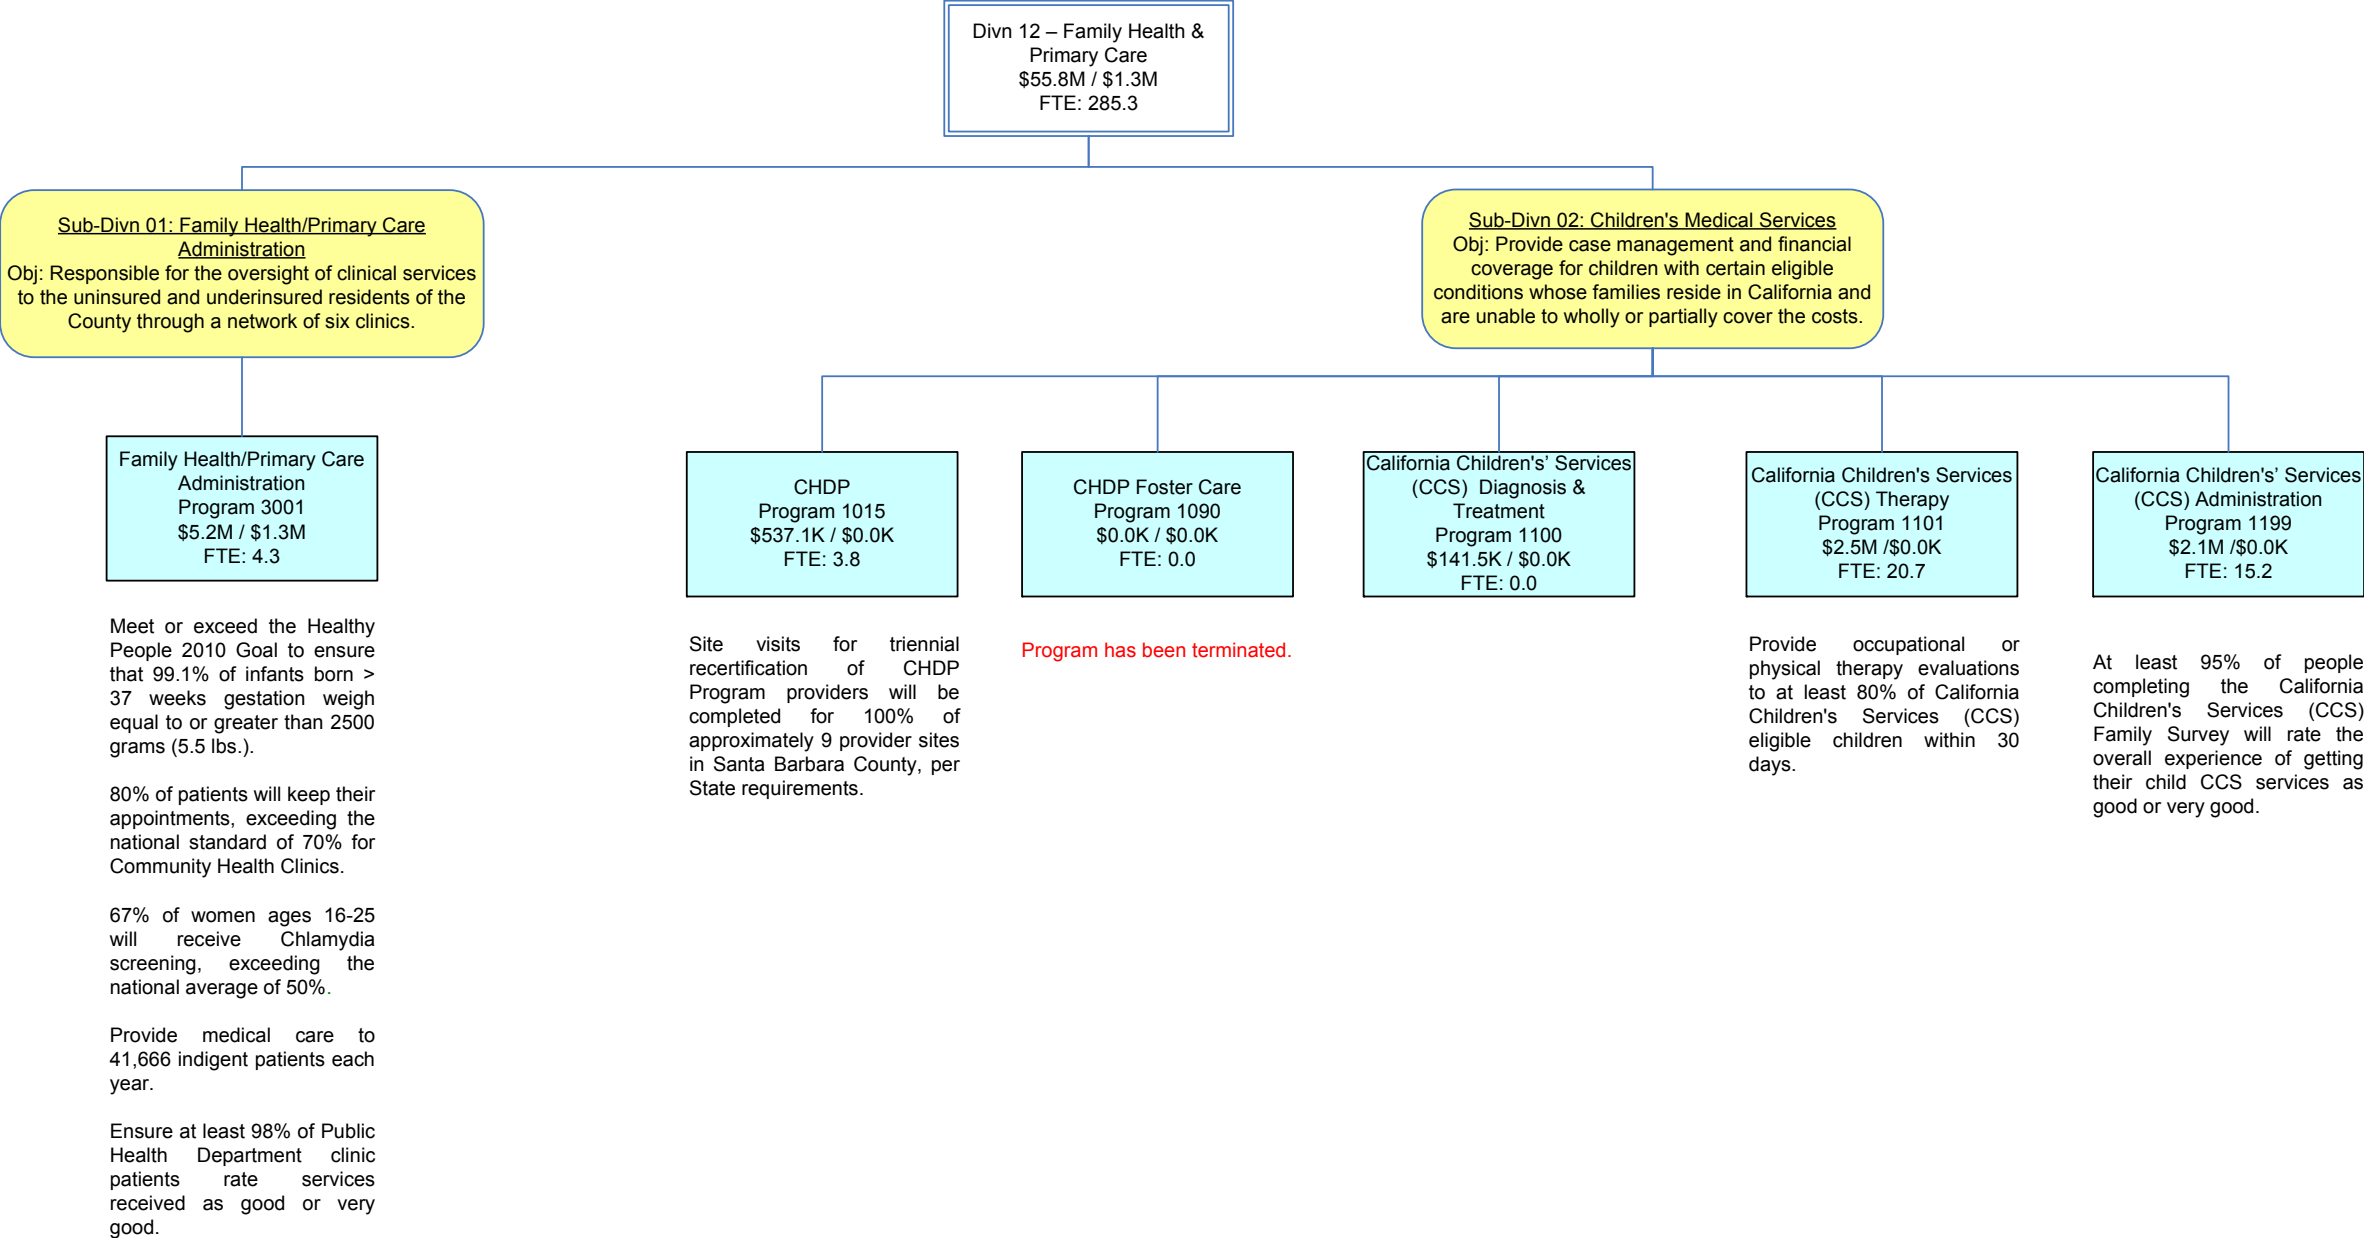 Divn 12 – Family Health &
Primary Care
$55.8M / $1.3M
FTE: 285.3
Sub-Divn 01: Family Health/Primary Care
Administration
Obj: Responsible for the oversight of clinical services
to the uninsured and underinsured residents of the
County through a network of six clinics.
Sub-Divn 02: Children's Medical Services
Obj: Provide case management and financial
coverage for children with certain eligible
conditions whose families reside in California and
are unable to wholly or partially cover the costs.
Family Health/Primary Care
Administration
Program 3001
$5.2M / $1.3M
FTE: 4.3
CHDP
Program 1015
$537.1K / $0.0K
FTE: 3.8
CHDP Foster Care
Program 1090
$0.0K / $0.0K
FTE: 0.0
California Children's’ Services
(CCS) Diagnosis &
Treatment
Program 1100
$141.5K / $0.0K
FTE: 0.0
California Children's Services
(CCS) Therapy
Program 1101
$2.5M /$0.0K
FTE: 20.7
California Children's’ Services
(CCS) Administration
Program 1199
$2.1M /$0.0K
FTE: 15.2
Meet or exceed the Healthy
People 2010 Goal to ensure
that 99.1% of infants born >
37 weeks gestation weigh
equal to or greater than 2500
grams (5.5 lbs.).
80% of patients will keep their
appointments, exceeding the
national standard of 70% for
Community Health Clinics.
67% of women ages 16-25
will receive Chlamydia
screening, exceeding the
national average of 50%.
Provide medical care to
41,666 indigent patients each
year.
Ensure at least 98% of Public
Health Department clinic
patients rate services
received as good or very
good.
Site visits for triennial
recertification of CHDP
Program providers will be
completed for 100% of
approximately 9 provider sites
in Santa Barbara County, per
State requirements.
Program has been terminated.
Provide occupational or
physical therapy evaluations
to at least 80% of California
Children's Services (CCS)
eligible children within 30
days.
At least 95% of people
completing the California
Children's Services (CCS)
Family Survey will rate the
overall experience of getting
their child CCS services as
good or very good.